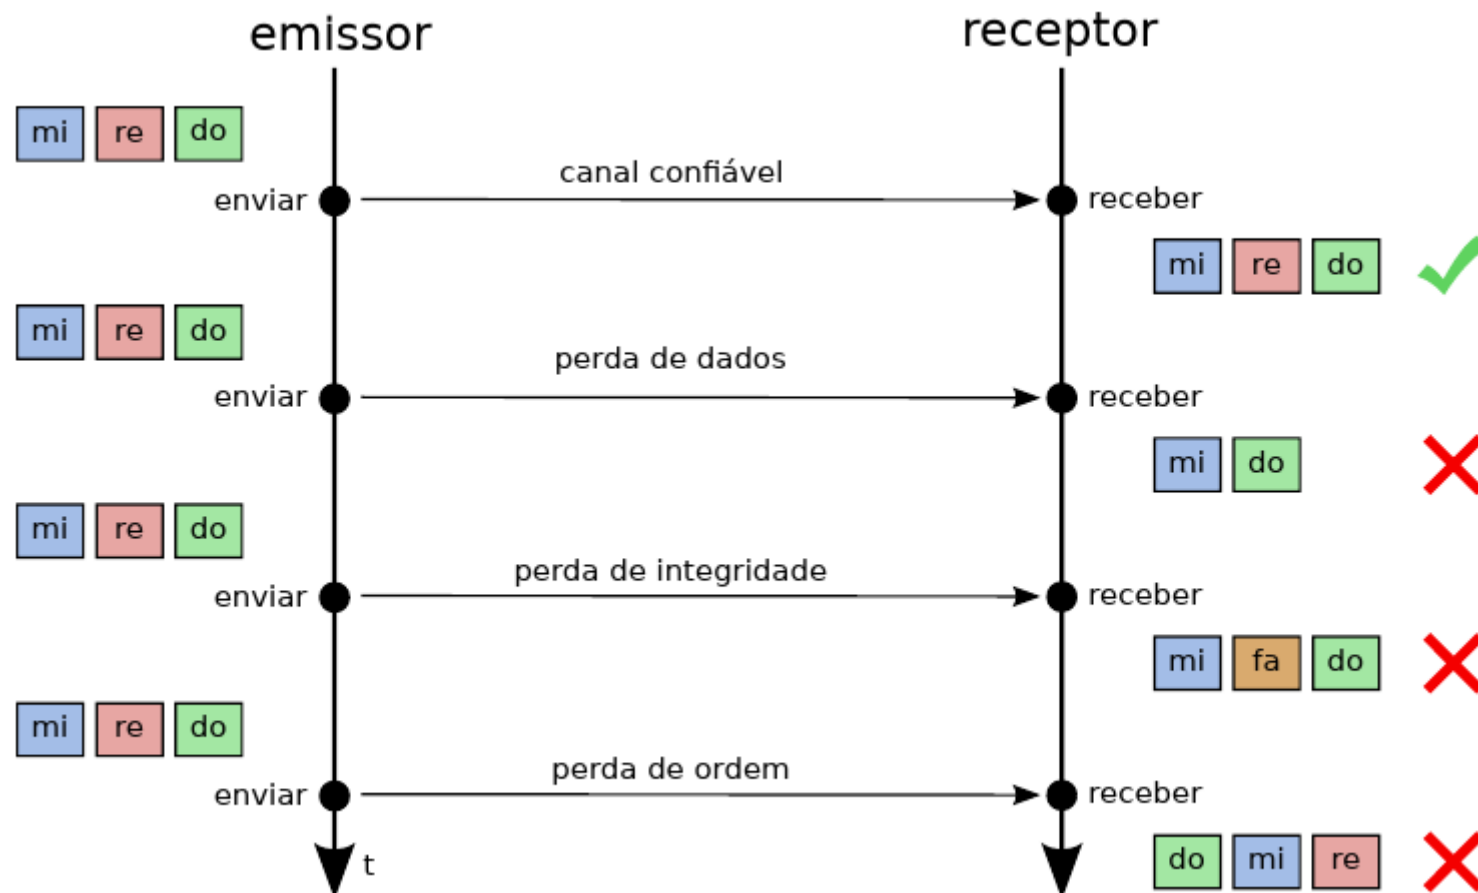 emissor
receptor
mi re do
canal confiável
enviar
receber
mi re do
mi re do
perda de dados
enviar
receber
mi do
mi re do
perda de integridade
enviar
receber
mi fa do
mi re do
perda de ordem
enviar
receber
t
do mi re